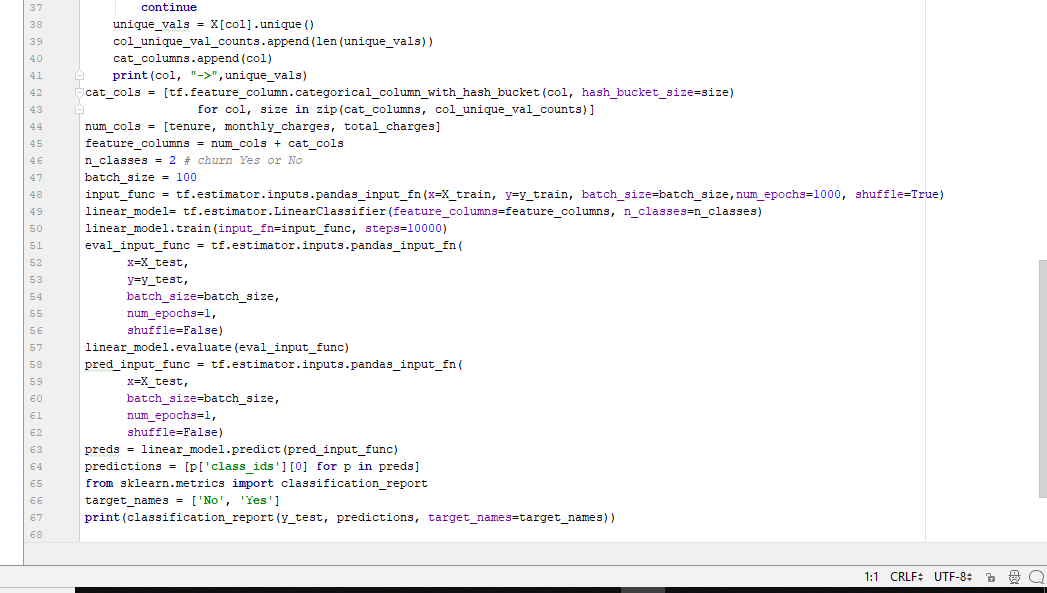 37 continue
38 unique_vals = X[col].unique()
39 col_unique_val_counts.append(len(unique_vals))
40 cat_columns.append(col)
41 print(col, "->",unique_vals)
42 cat_cols = [tf.feature_column.categorical_column_with_hash_bucket(col, hash_bucket_size=size)
43 for col, size in zip(cat_columns, col_unique_val_counts)]
44 num_cols = [tenure, monthly_charges, total_charges]
45 feature_columns = num_cols + cat_cols
46 n_classes = 2 # churn Yes or No
47 batch_size = 100
48 input_func = tf.estimator.inputs.pandas_input_fn(x=X_train, y=y_train, batch_size=batch_size,num_epochs=1000, shuffle=True)
49 linear_model= tf.estimator.LinearClassifier(feature_columns=feature_columns, n_classes=n_classes)
50 linear_model.train(input_fn=input_func, steps=10000)
51 eval_input_func = tf.estimator.inputs.pandas_input_fn(
52 x=X_test,
53 y=y_test,
54 batch_size=batch_size,
55 num_epochs=1,
56 shuffle=False)
57 linear_model.evaluate(eval_input_func)
58 pred_input_func = tf.estimator.inputs.pandas_input_fn(
59 x=X_test,
60 batch_size=batch_size,
61 num_epochs=1,
62 shuffle=False)
63 preds = linear_model.predict(pred_input_func)
64 predictions = [p['class_ids'][0] for p in preds]
65 from sklearn.metrics import classification_report
66 target_names = ['No', 'Yes']
67 print(classification_report(y_test, predictions, target_names=target_names))
68
1:1 CRLF UTF-8